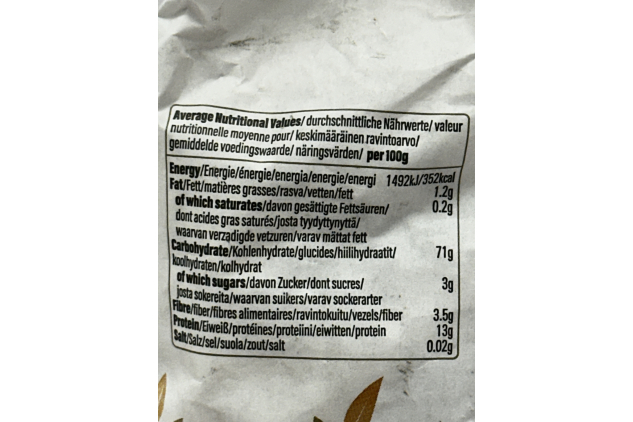 Average Nutritional Values/ durchschnittliche Nährwerte/ valeur
nutritionnelle moyenne pour/ keskimääräinen ravintoarvo/
gemiddelde voedingswaarde/ näringsvärden/ per 100g
Energy/Energie/énergie/energia/energie/energi 1492kJ/352kcal
Fat/Fett/matières grasses/rasva/vetten/fett 1.2g
of which saturates/davon gesättigte Fettsäuren/ 0.2g
dont acides gras saturés/josta tyydyttynyttä/
waarvan verzadigde vetzuren/varav mättat fett
Carbohydrate/Kohlenhydrate/glucides/hiilihydraatit/ 71g
koolhydraten/kolhydrat
of which sugars/davon Zucker/dont sucres/ 3g
josta sokereita/waarvan suikers/varav sockerarter
Fibre/fiber/fibres alimentaires/ravintokuitu/vezels/fiber 3.5g
Protein/Eiweiß/protéines/proteiini/eiwitten/protein 13g
Salt/Salz/sel/suola/zout/salt 0.02g